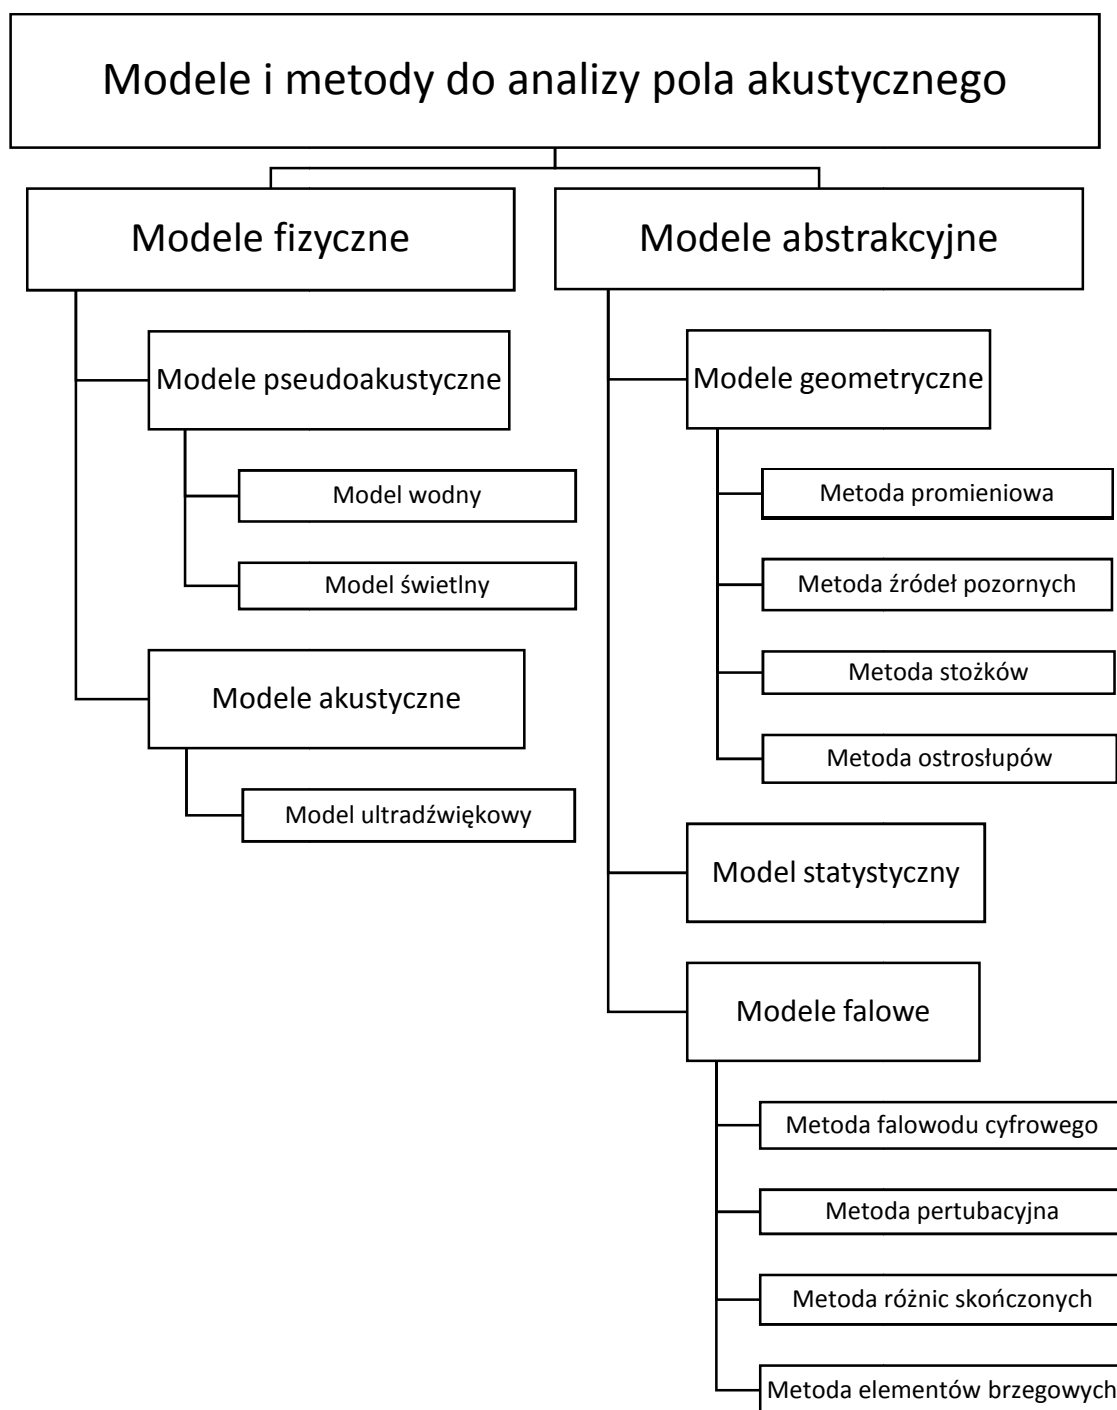 Modele i metody do analizy pola akustycznego
Modele fizyczne
Modele pseudoakustyczne
Model wodny
Model świetlny
Modele akustyczne
Model ultradźwiękowy
Modele abstrakcyjne
Modele geometryczne
Metoda promieniowa
Metoda źródeł pozornych
Metoda stożków
Metoda ostrosłupów
Model statystyczny
Modele falowe
Metoda falowodu cyfrowego
Metoda pertubacyjna
Metoda różnic skończonych
Metoda elementów brzegowych